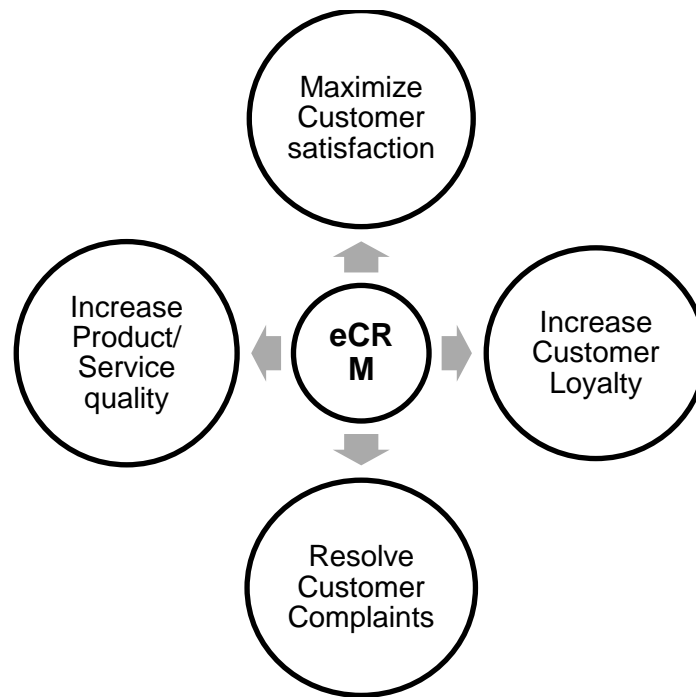 Maximize
Customer
satisfaction
Increase
Product/
Service
quality
eCR
M
Increase
Customer
Loyalty
Resolve
Customer
Complaints